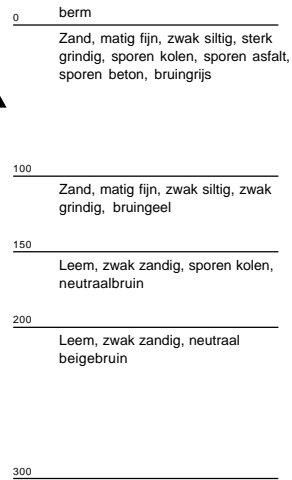 0 berm
Zand, matig fijn, zwak siltig, sterk
grindig, sporen kolen, sporen asfalt,
sporen beton, bruingrijs
100
Zand, matig fijn, zwak siltig, zwak
grindig, bruingeel
150
Leem, zwak zandig, sporen kolen,
neutraalbruin
200
Leem, zwak zandig, neutraal
beigebruin
300